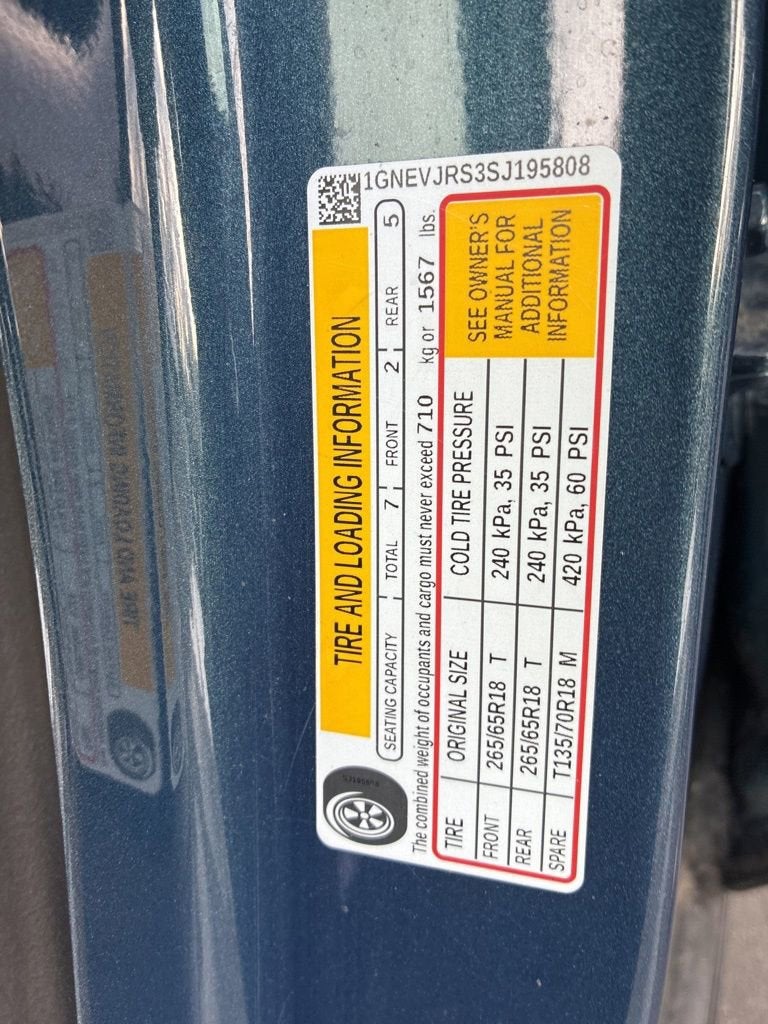 1GNEVJRS3SJ195808
TIRE AND LOADING INFORMATION
SEATING CAPACITY TOTAL 7 FRONT 2 REAR 5
The combined weight of occupants and cargo must never exceed 710 kg or 1567 lbs.
TIRE ORIGINAL SIZE COLD TIRE PRESSURE
FRONT 265/65R18 T 240 kPa, 35 PSI
REAR 265/65R18 T 240 kPa, 35 PSI
SPARE T135/70R18 M 420 kPa, 60 PSI
SEE OWNER'S
MANUAL FOR
ADDITIONAL
INFORMATION
SJ195808